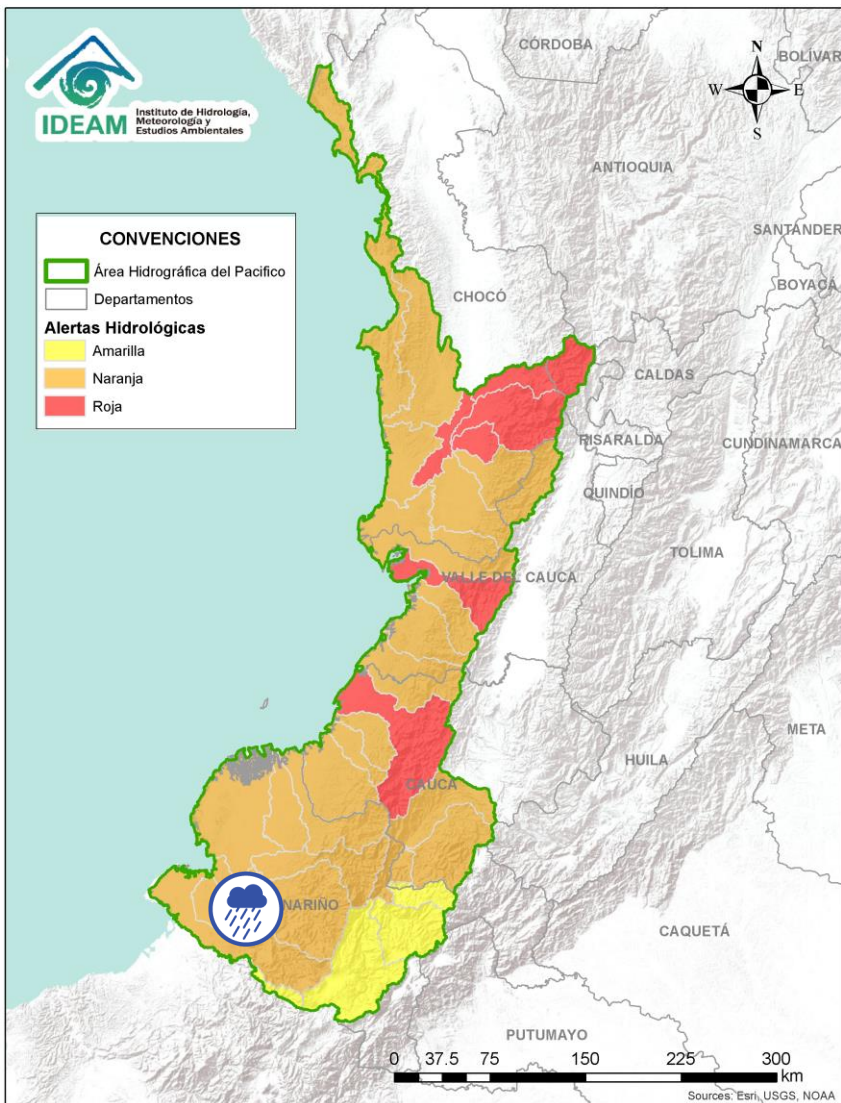 IDEAM
Instituto de Hidrología,
Meteorología y
Estudios Ambientales
N
W
E
S
CÓRDOBA
BOLÍVAR
ANTIOQUIA
SANTANDER
BOYACÁ
CHOCÓ
CALDAS
RISARALDA
CUNDINAMARCA
QUINDÍO
TOLIMA
VALLE DEL CAUCA
META
HUILA
CAUCA
NARIÑO
CAQUETÁ
PUTUMAYO
CONVENCIONES
Área Hidrográfica del Pacifico
Departamentos
Alertas Hidrológicas
Amarilla
Naranja
Roja
0 37.5 75 150 225 300
km
Sources: Esri, USGS, NOAA